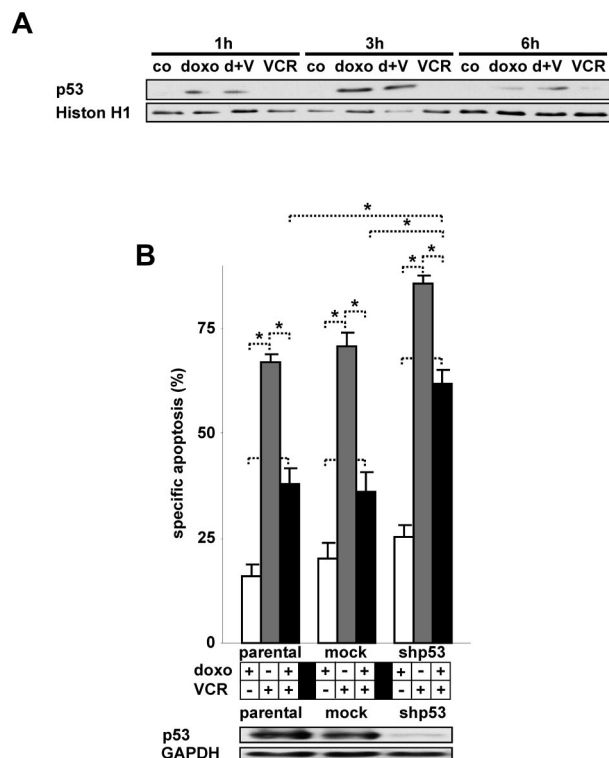 A
1h 3h 6h
co doxo d+V VCR co doxo d+V VCR co doxo d+V VCR
p53
Histon H1
B
*
*
* *
* *
* *
75
50
25
0
specific apoptosis (%)
parental mock shp53
doxo + - + + - + + - +
VCR - + + - + + - + +
parental mock shp53
p53
GAPDH